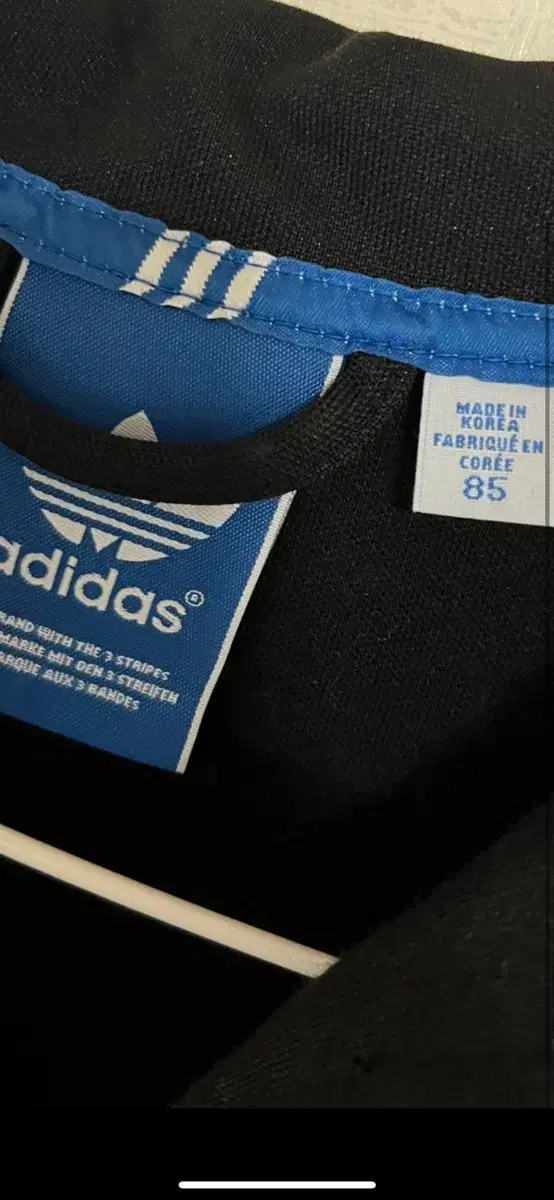 MADE IN
KOREA
FABRIQUÉ EN
CORÉE
85
adidas®
BRAND WITH THE 3 STRIPES
MARKE MIT DEN 3 STREIFEN
MARQUE AUX 3 BANDES